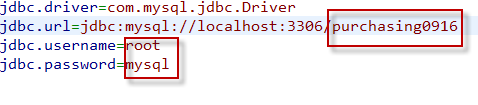 jdbc.driver=com.mysql.jdbc.Driver
jdbc.url=jdbc:mysql://localhost:3306/purchasing0916
jdbc.username=root
jdbc.password=mysql